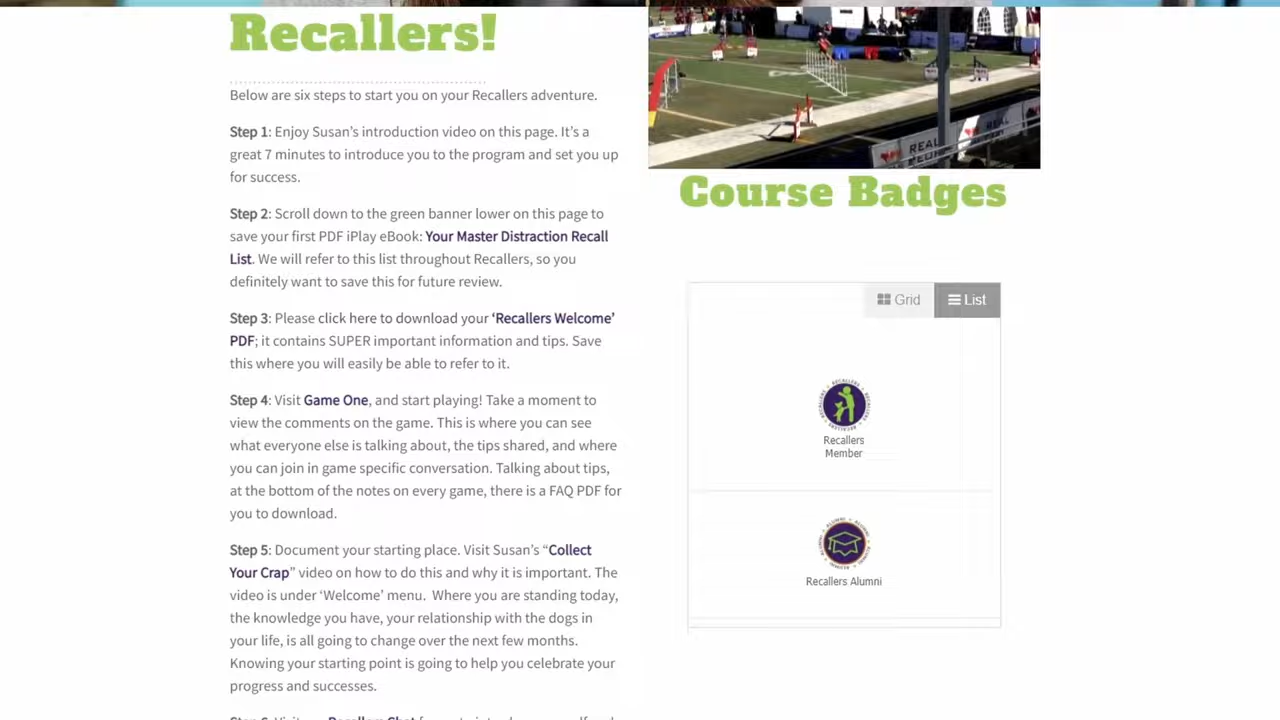 Recallers!
Below are six steps to start you on your Recallers adventure.
Step 1: Enjoy Susan’s introduction video on this page. It’s a
great 7 minutes to introduce you to the program and set you up
for success.
Step 2: Scroll down to the green banner lower on this page to
save your first PDF iPlay eBook: Your Master Distraction Recall
List. We will refer to this list throughout Recallers, so you
definitely want to save this for future review.
Step 3: Please click here to download your ‘Recallers Welcome’
PDF; it contains SUPER important information and tips. Save
this where you will easily be able to refer to it.
Step 4: Visit Game One, and start playing! Take a moment to
view the comments on the game. This is where you can see
what everyone else is talking about, the tips shared, and where
you can join in game specific conversation. Talking about tips,
at the bottom of the notes on every game, there is a FAQ PDF for
you to download.
Step 5: Document your starting place. Visit Susan’s “Collect
Your Crap” video on how to do this and why it is important. The
video is under ‘Welcome’ menu.  Where you are standing today,
the knowledge you have, your relationship with the dogs in
your life, is all going to change over the next few months.
Knowing your starting point is going to help you celebrate your
progress and successes.
REAL
REAL
Course Badges
Grid
List
RECALLERS
Recallers
Member
ALUMNI
Recallers Alumni